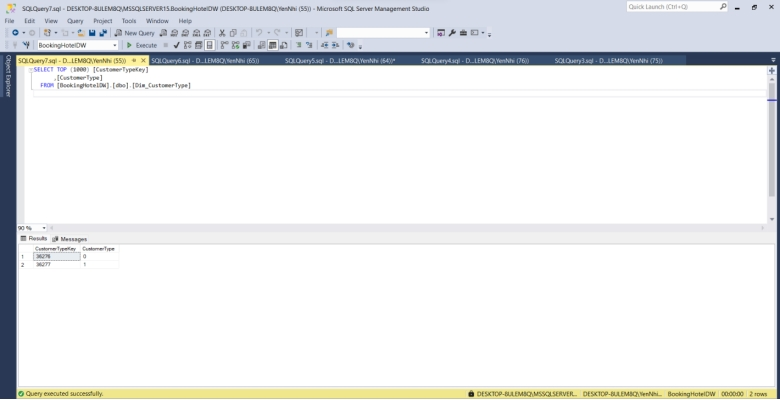 SQLQuery7.sql - DESKTOP-8ULEM8Q\MSSQLSERVER15.BookingHotelDW (DESKTOP-8ULEM8Q\YenNhi (55)) - Microsoft SQL Server Management Studio
Quick Launch (Ctrl+Q)
File Edit View Query Project Tools Window Help
New Query
BookingHotelDW Execute
Object Explorer
SQLQuery7.sql - D...LEM8Q\YenNhi (55)) SQLQuery6.sql - D...LEM8Q\YenNhi (65)) SQLQuery5.sql - D...LEM8Q\YenNhi (64))* SQLQuery4.sql - D...LEM8Q\YenNhi (76)) SQLQuery3.sql - D...LEM8Q\YenNhi (75))
SELECT TOP (1000) [CustomerTypeKey]
,[CustomerType]
FROM [BookingHotelDW].[dbo].[Dim_CustomerType]
90 %
Results Messages
CustomerTypeKey CustomerType
1 36276 0
2 36277 1
Query executed successfully. DESKTOP-8ULEM8Q\MSSQLSERVER... DESKTOP-8ULEM8Q\YenNhi... BookingHotelDW 00:00:00 2 rows